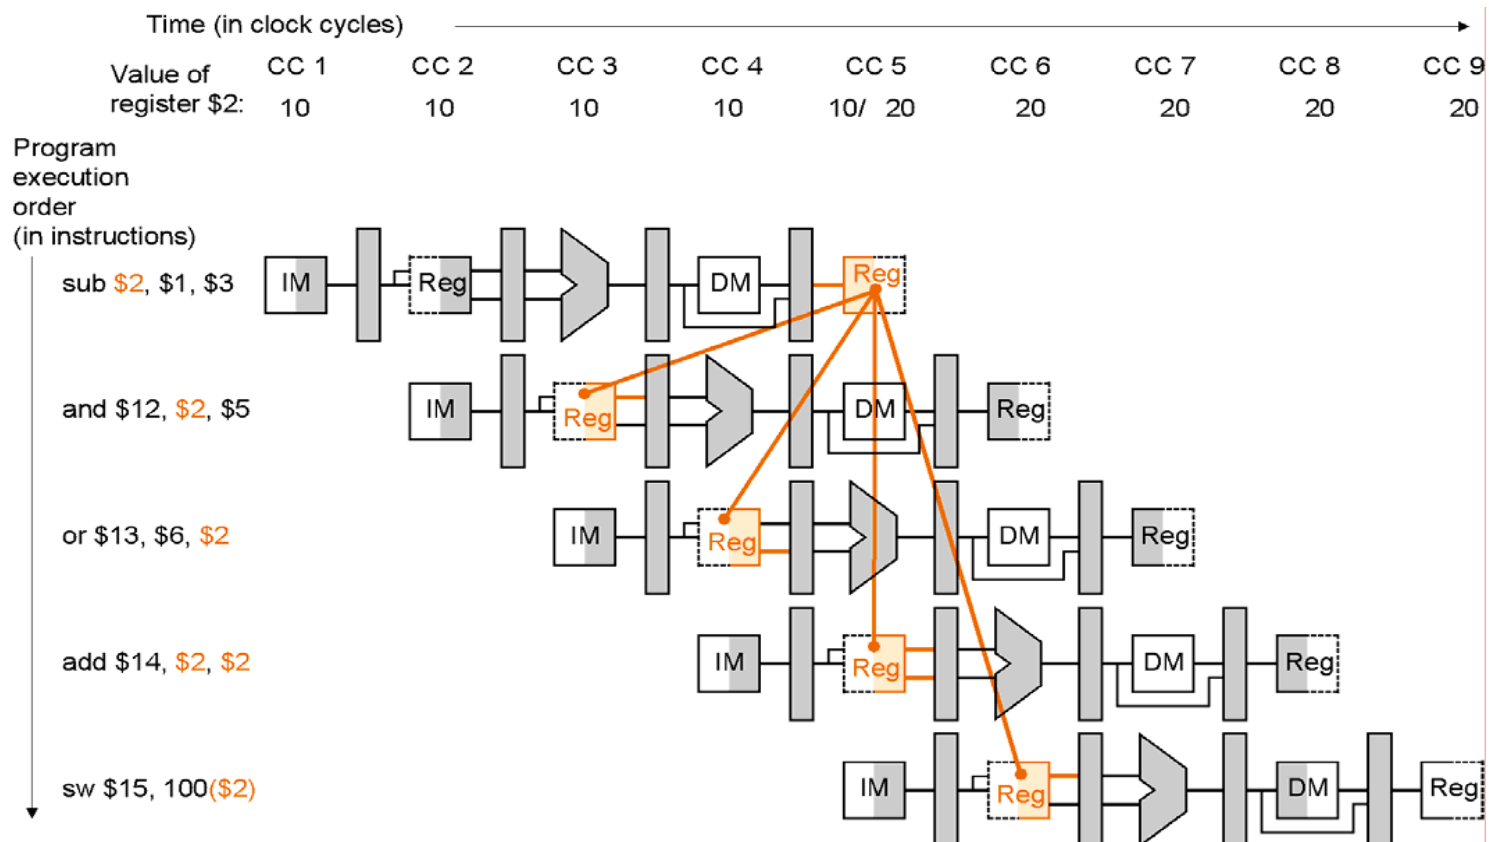 Time (in clock cycles)
Value of register $2:
CC 1 CC 2 CC 3 CC 4 CC 5 CC 6 CC 7 CC 8 CC 9
10 10 10 10 10/ 20 20 20 20 20
Program
execution
order
(in instructions)
sub $2, $1, $3
IM Reg DM Reg
and $12, $2, $5
IM Reg DM Reg
or $13, $6, $2
IM Reg DM Reg
add $14, $2, $2
IM Reg DM Reg
sw $15, 100($2)
IM Reg DM Reg